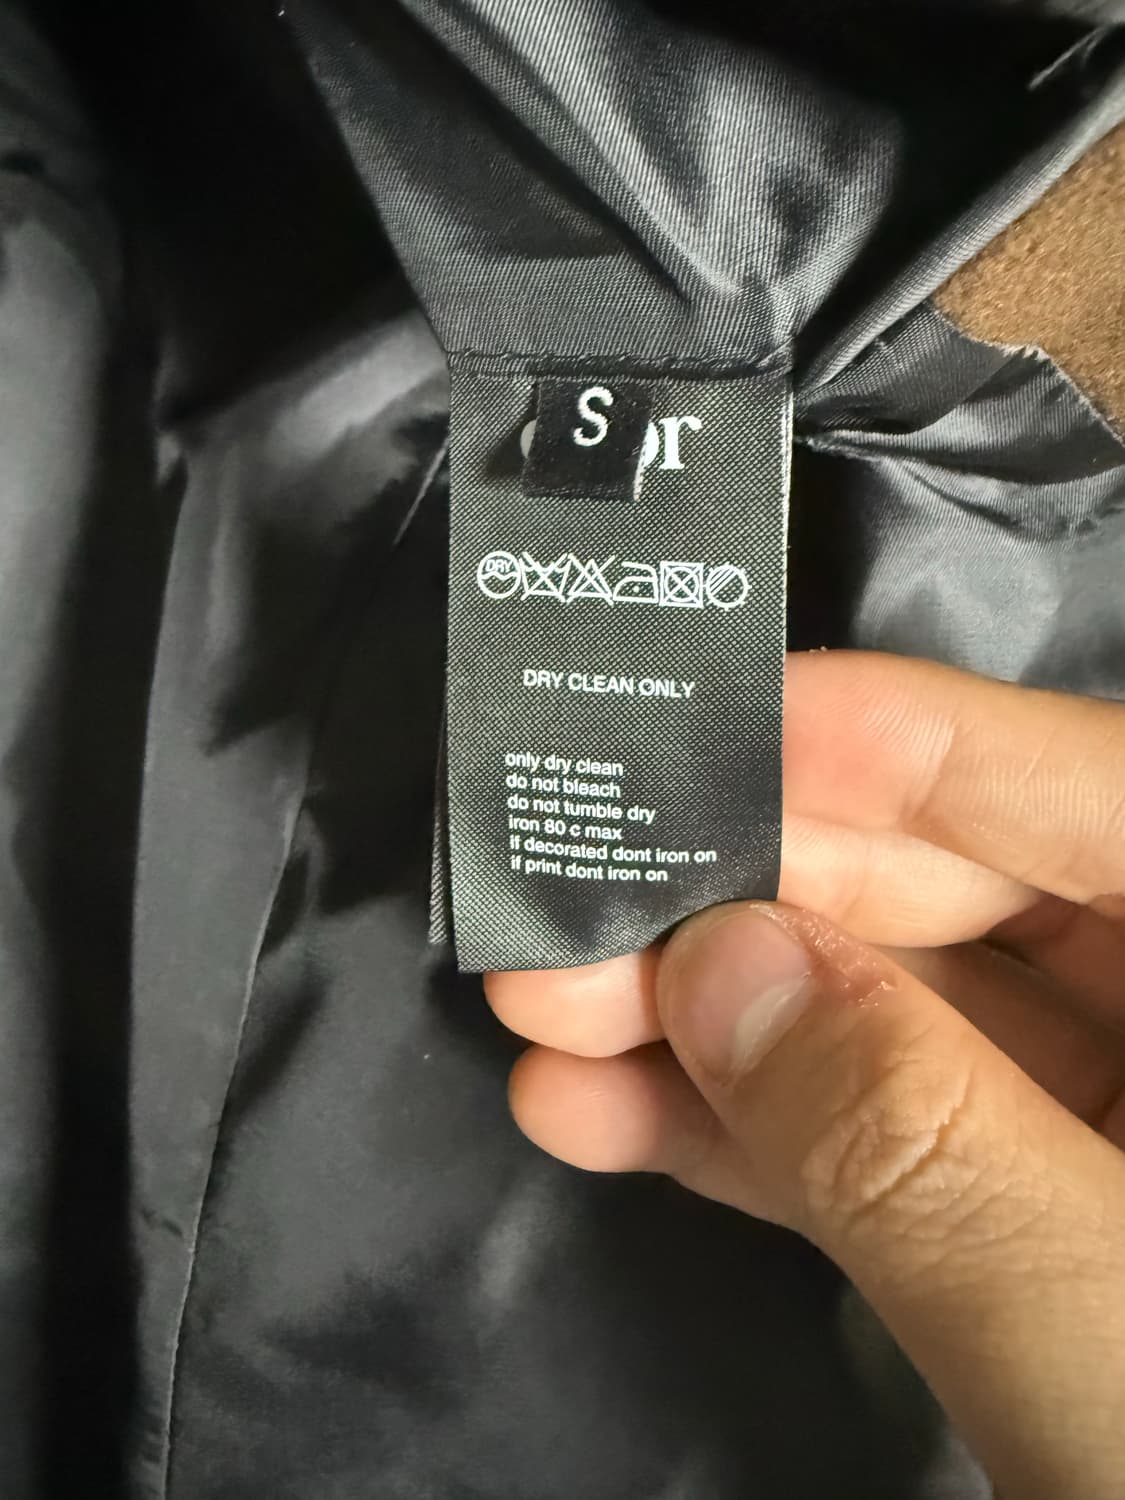 S
DRY
DRY CLEAN ONLY
only dry clean
do not bleach
do not tumble dry
iron 80 c max
if decorated dont iron on
if print dont iron on